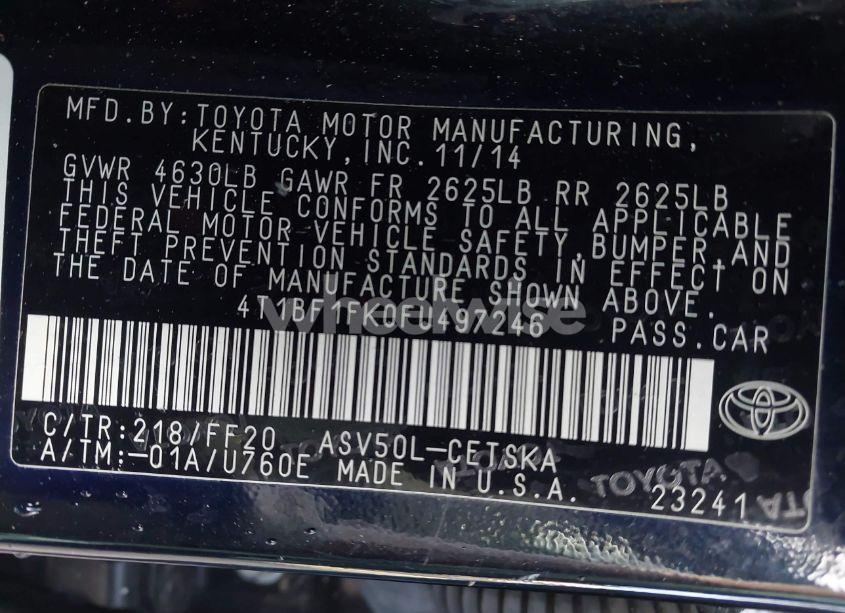 MFD.BY:TOYOTA MOTOR MANUFACTURING,
KENTUCKY,INC.11/14
GVWR 4630LB GAWR FR 2625LB RR 2625LB
THIS VEHICLE CONFORMS TO ALL APPLICABLE
FEDERAL MOTOR VEHICLE SAFETY,BUMPER,AND
THEFT PREVENTION STANDARDS IN EFFECT ON
THE DATE OF MANUFACTURE SHOWN ABOVE.
4T1BF1FK0FU497246 PASS.CAR
wheelwise
C/TR:218/FF20 ASV50L-CETSKA
A/TM:-01A/U760E MADE IN U.S.A.
TOYOTA
23241